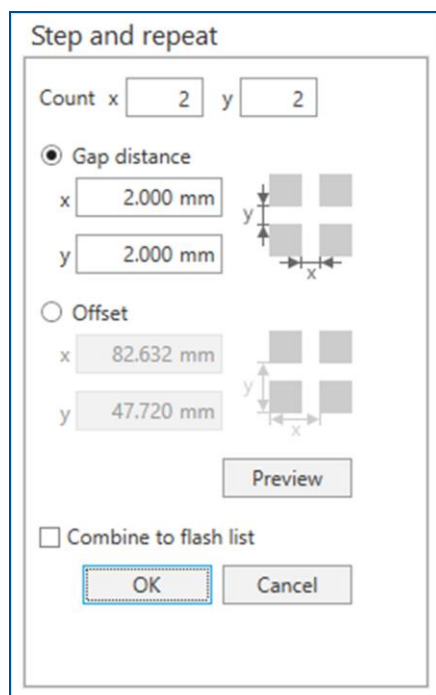 Step and repeat
Count x 2 y 2
Gap distance
x 2.000 mm
y 2.000 mm
y
x
Offset
x 82.632 mm
y 47.720 mm
y
x
Preview
Combine to flash list
OK Cancel